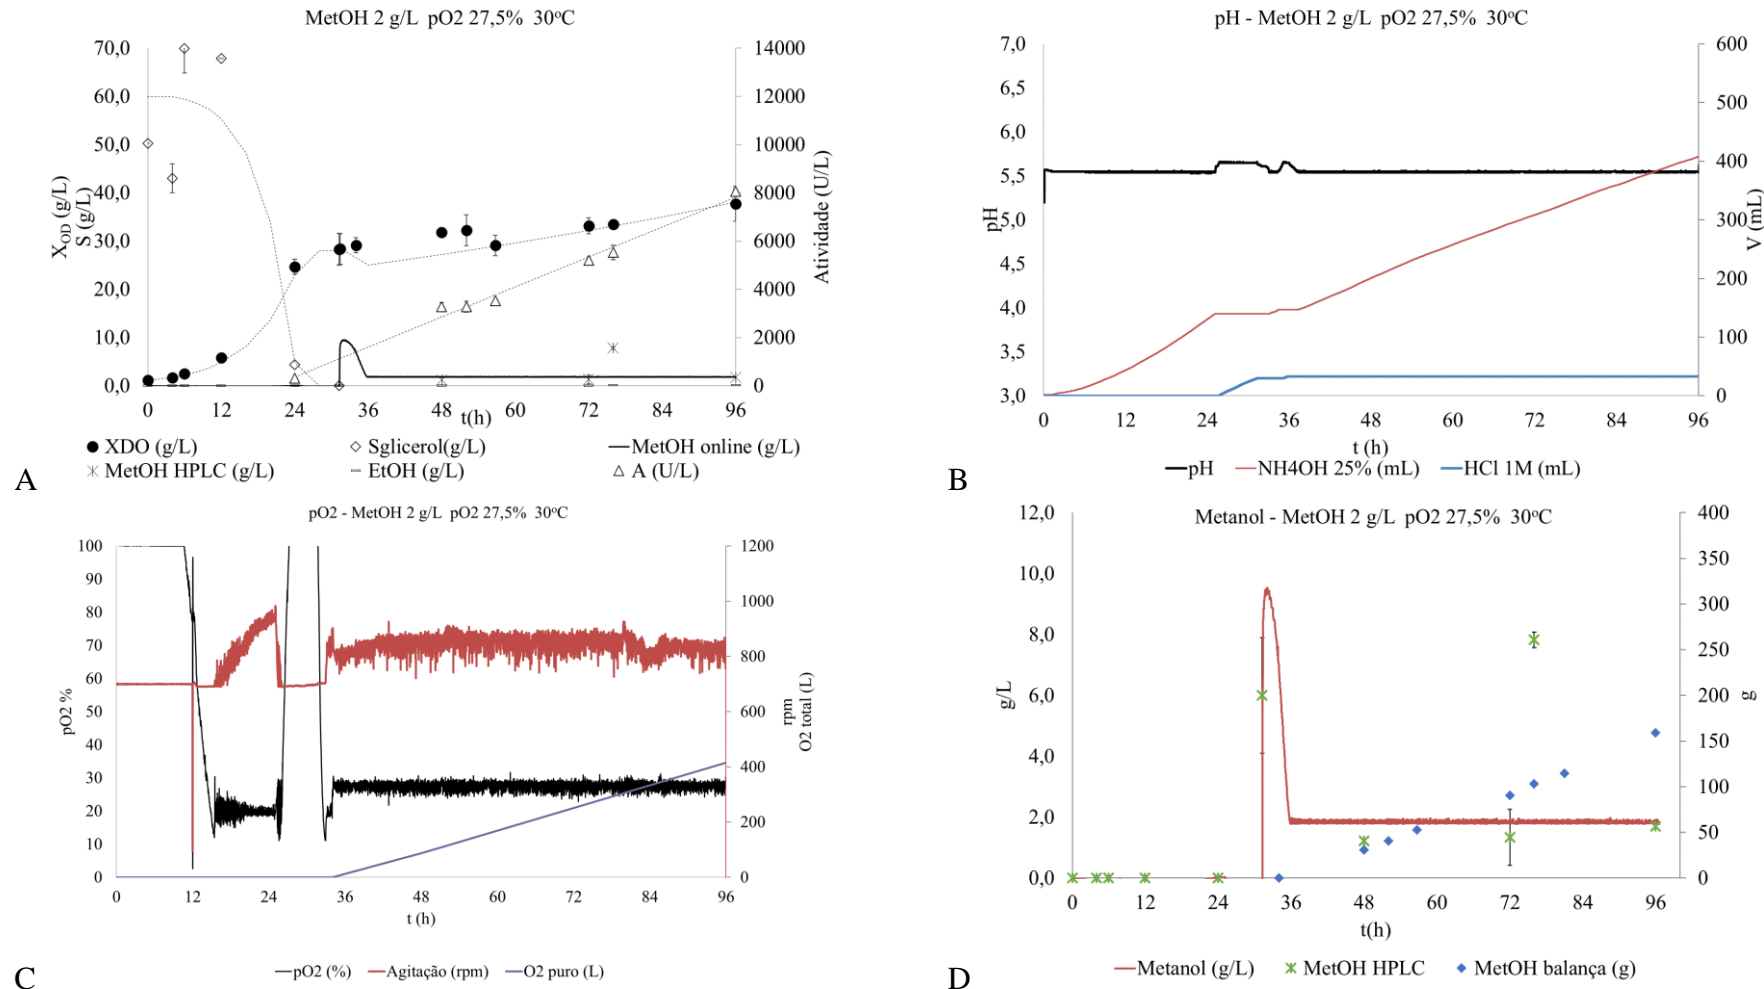 MetOH 2 g/L  pO2 27,5%  30ºC
70,0
60,0
50,0
40,0
30,0
20,0
10,0
0,0
X_OD (g/L)
S (g/L)
14000
12000
10000
8000
6000
4000
2000
0
Atividade (U/L)
0 12 24 36 48 60 72 84 96
t(h)
XDO (g/L) Sglicerol(g/L) MetOH online (g/L)
MetOH HPLC (g/L) EtOH (g/L) A (U/L)
A
pH - MetOH 2 g/L  pO2 27,5%  30ºC
7,0
6,5
6,0
5,5
5,0
4,5
4,0
3,5
3,0
pH
600
500
400
300
200
100
0
V (mL)
0 12 24 36 48 60 72 84 96
t (h)
pH NH4OH 25% (mL) HCl 1M (mL)
B
pO2 - MetOH 2 g/L  pO2 27,5%  30ºC
100
90
80
70
60
50
40
30
20
10
0
pO2 %
1200
1000
800
600
400
200
0
rpm
O2 total (L)
0 12 24 36 48 60 72 84 96
t (h)
pO2 (%) Agitação (rpm) O2 puro (L)
C
Metanol - MetOH 2 g/L  pO2 27,5%  30ºC
12,0
10,0
8,0
6,0
4,0
2,0
0,0
g/L
400
350
300
250
200
150
100
50
0
g
0 12 24 36 48 60 72 84 96
t(h)
Metanol (g/L) MetOH HPLC MetOH balança (g)
D